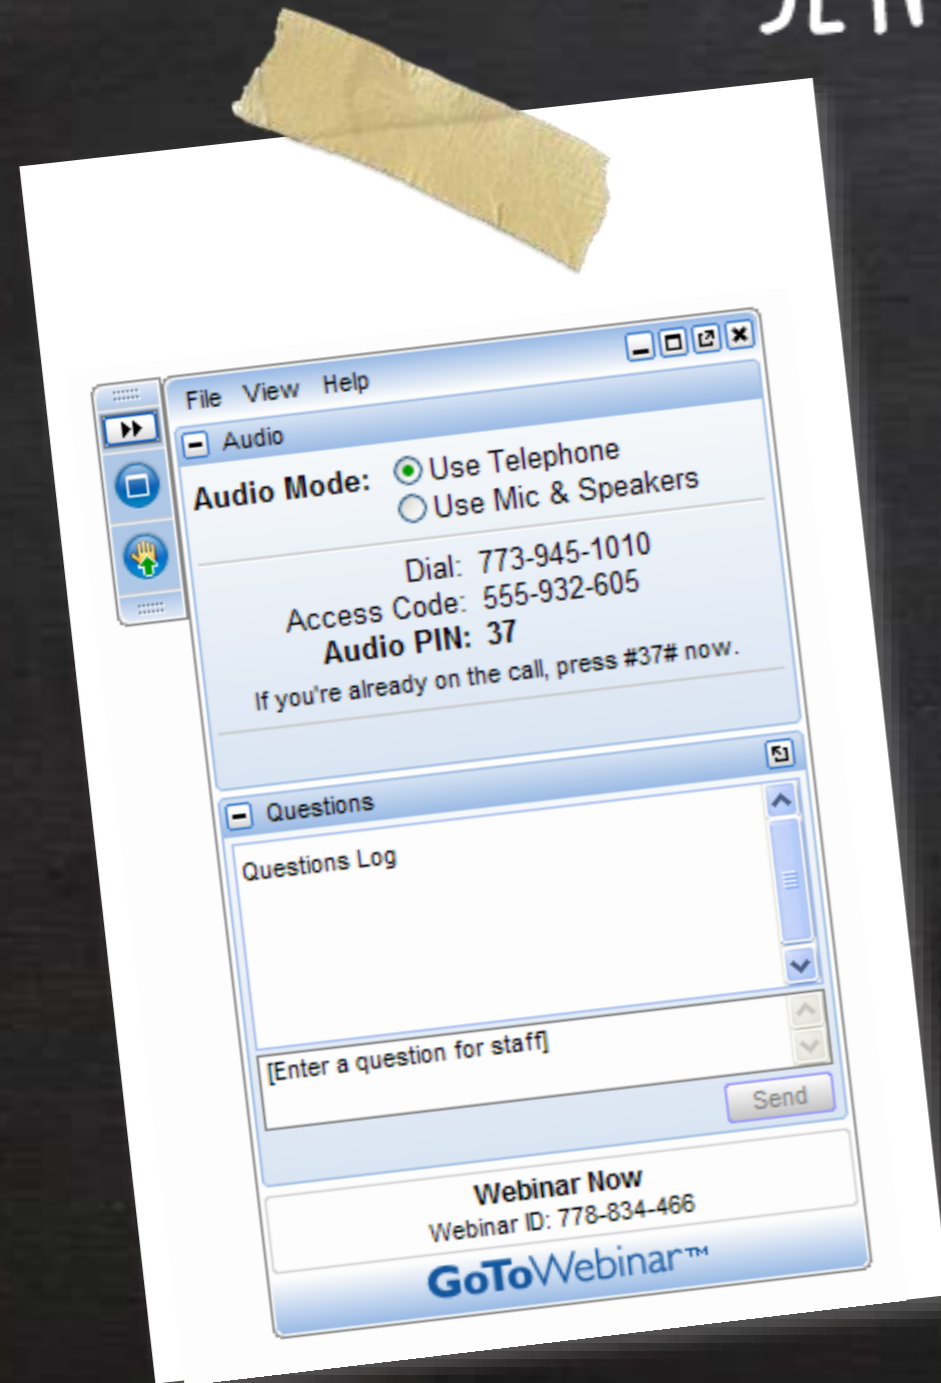 File View Help
Audio
Audio Mode: Use Telephone
Use Mic & Speakers
Dial: 773-945-1010
Access Code: 555-932-605
Audio PIN: 37
If you're already on the call, press #37# now.
Questions
Questions Log
[Enter a question for staff]
Send
Webinar Now
Webinar ID: 778-834-466
GoToWebinar™